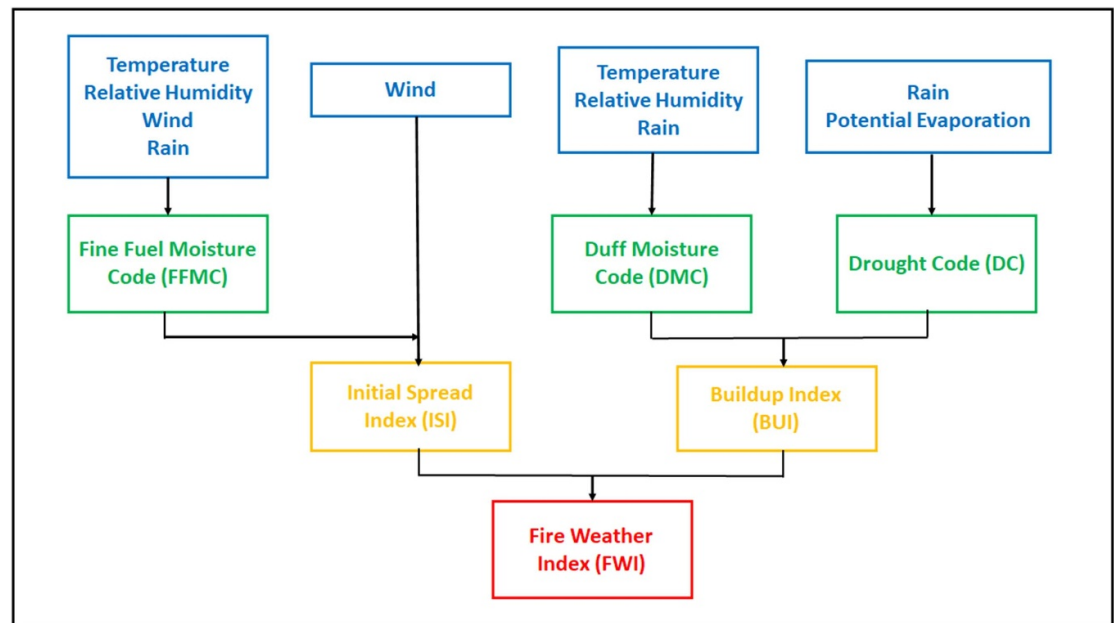 Temperature
Relative Humidity
Wind
Rain
Wind
Temperature
Relative Humidity
Rain
Rain
Potential Evaporation
Fine Fuel Moisture
Code (FFMC)
Duff Moisture
Code (DMC)
Drought Code (DC)
Initial Spread
Index (ISI)
Buildup Index
(BUI)
Fire Weather
Index (FWI)